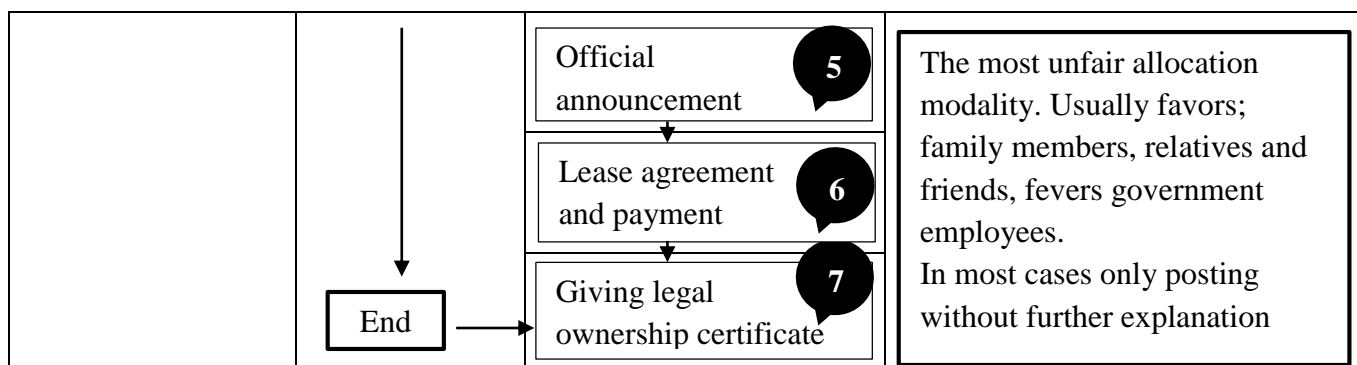 Official
announcement
5
Lease agreement
and payment
6
Giving legal
ownership certificate
7
End
The most unfair allocation
modality. Usually favors;
family members, relatives and
friends, fevers government
employees.
In most cases only posting
without further explanation